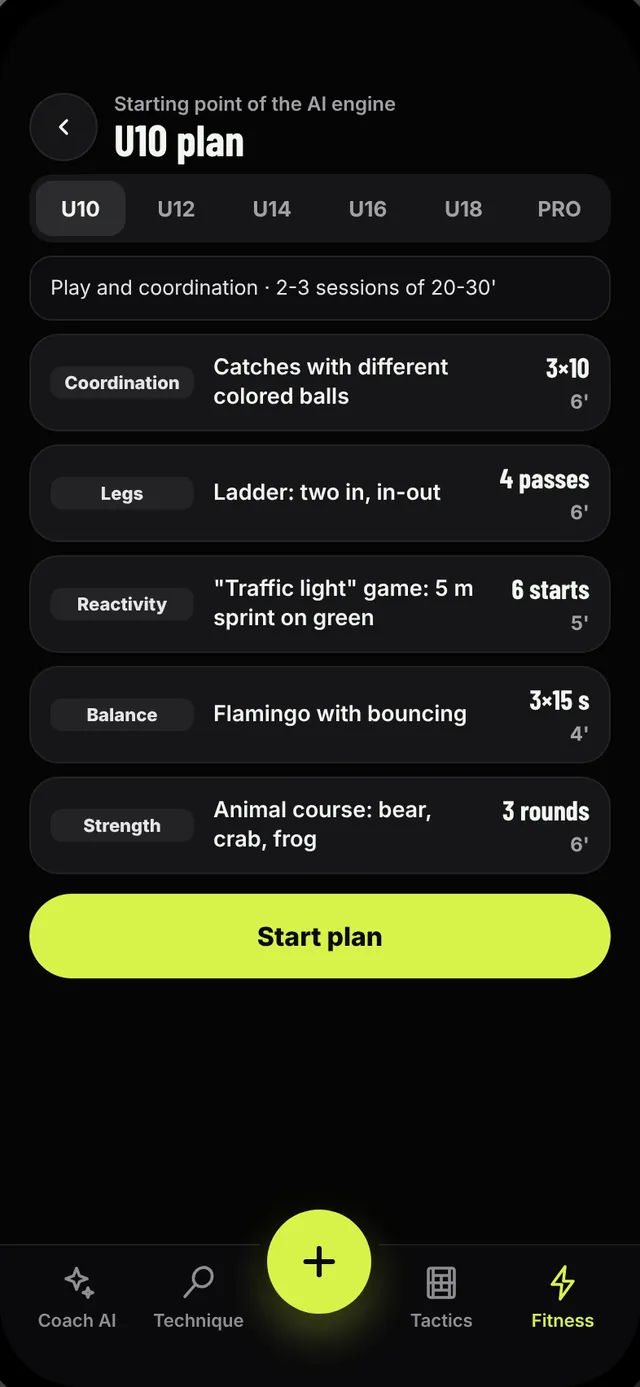 Starting point of the AI engine
U10 plan
U10 U12 U14 U16 U18 PRO
Play and coordination · 2-3 sessions of 20-30'
Coordination
Catches with different
colored balls
3×10
6'
Legs
Ladder: two in, in-out
4 passes
6'
Reactivity
"Traffic light" game: 5 m
sprint on green
6 starts
5'
Balance
Flamingo with bouncing
3×15 s
4'
Strength
Animal course: bear,
crab, frog
3 rounds
6'
Start plan
Coach AI Technique Tactics Fitness